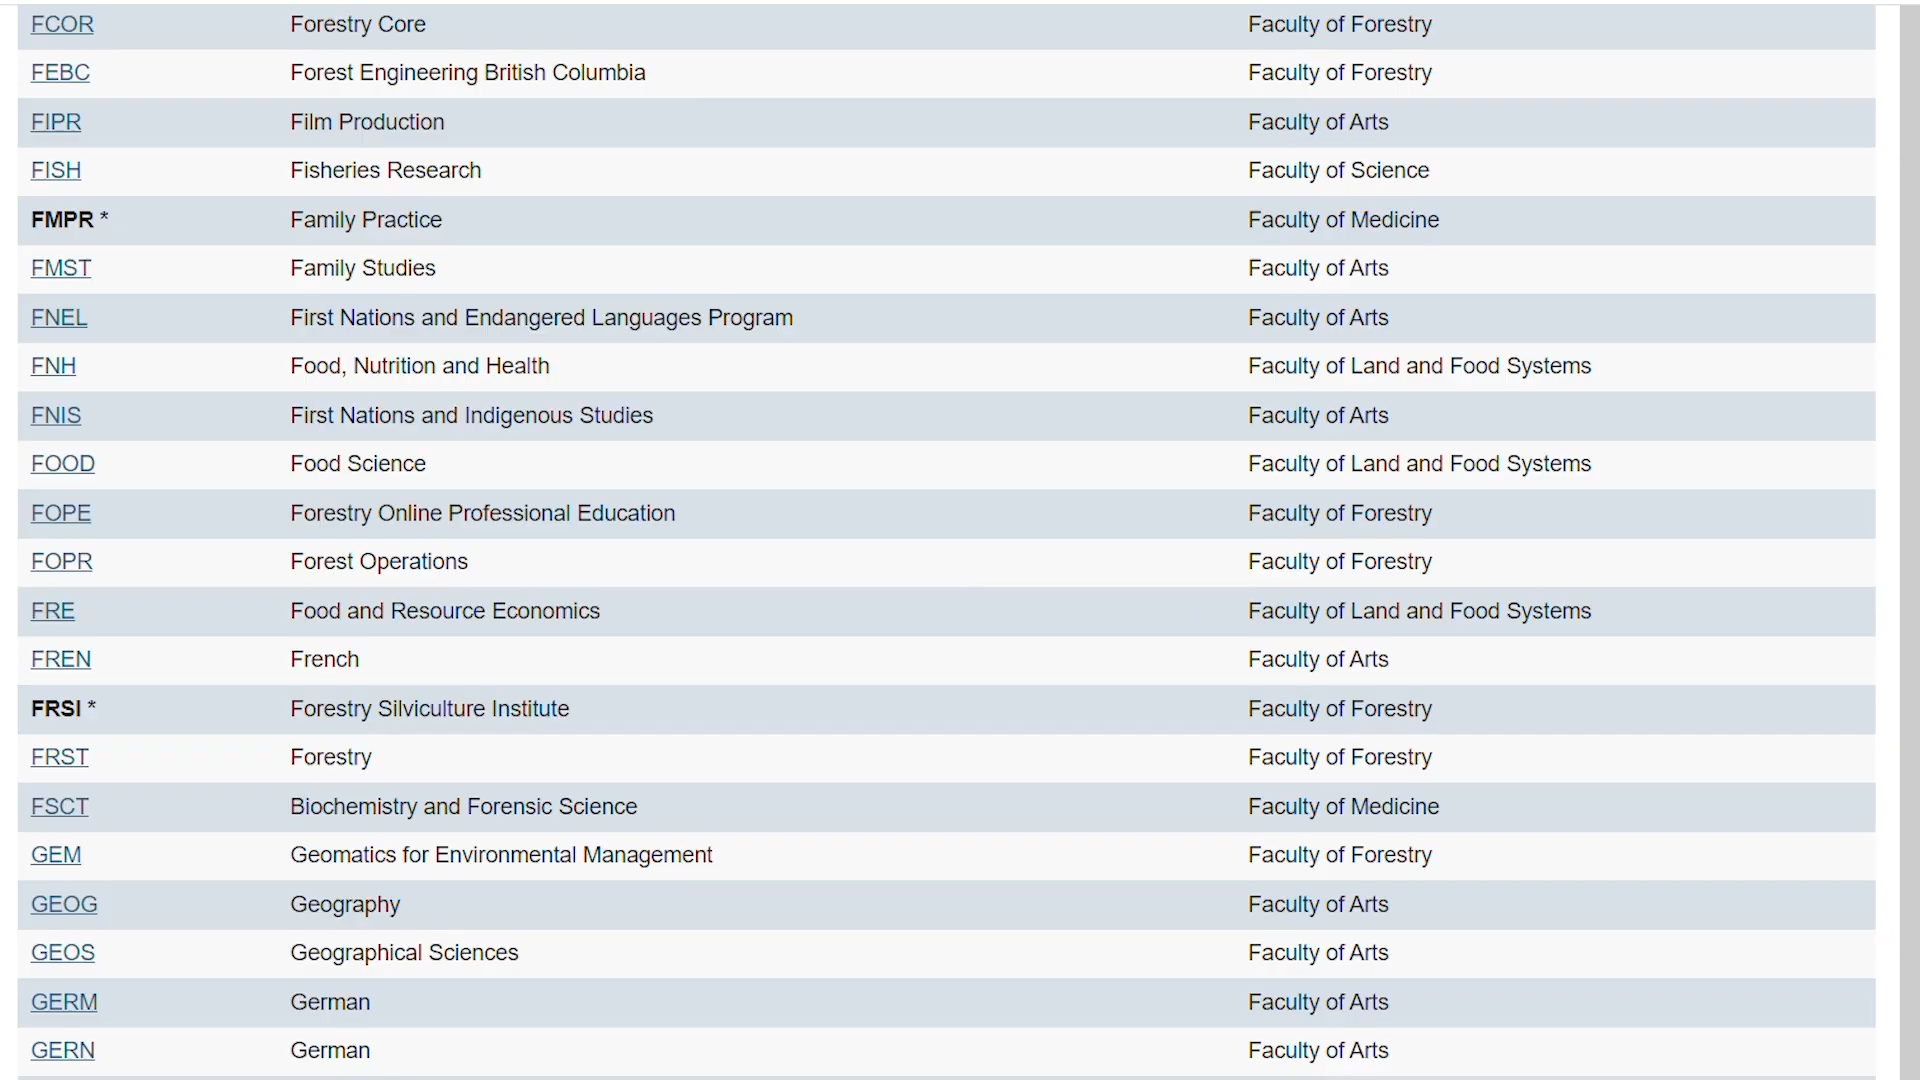 FCOR Forestry Core Faculty of Forestry
FEBC Forest Engineering British Columbia Faculty of Forestry
FIPR Film Production Faculty of Arts
FISH Fisheries Research Faculty of Science
FMPR * Family Practice Faculty of Medicine
FMST Family Studies Faculty of Arts
FNEL First Nations and Endangered Languages Program Faculty of Arts
FNH Food, Nutrition and Health Faculty of Land and Food Systems
FNIS First Nations and Indigenous Studies Faculty of Arts
FOOD Food Science Faculty of Land and Food Systems
FOPE Forestry Online Professional Education Faculty of Forestry
FOPR Forest Operations Faculty of Forestry
FRE Food and Resource Economics Faculty of Land and Food Systems
FREN French Faculty of Arts
FRSI * Forestry Silviculture Institute Faculty of Forestry
FRST Forestry Faculty of Forestry
FSCT Biochemistry and Forensic Science Faculty of Medicine
GEM Geomatics for Environmental Management Faculty of Forestry
GEOG Geography Faculty of Arts
GEOS Geographical Sciences Faculty of Arts
GERM German Faculty of Arts
GERN German Faculty of Arts